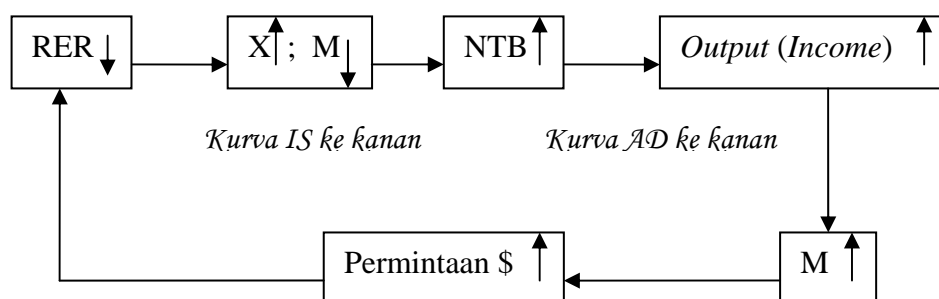 RER
X ; M
NTB
Output (Income)
Kurva IS ke kanan
Kurva AD ke kanan
Permintaan $
M